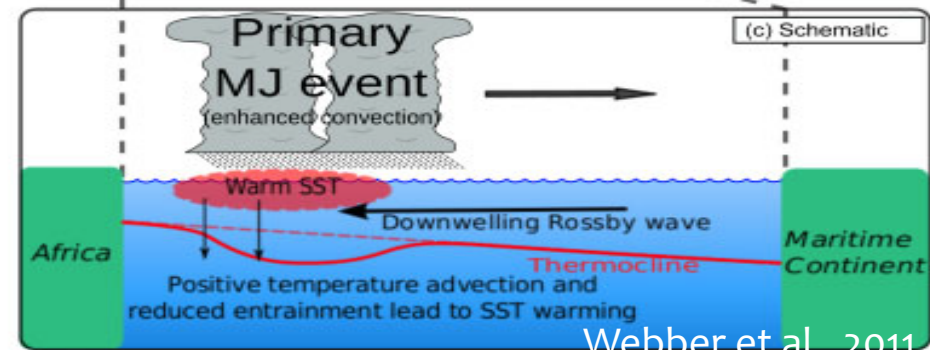 (c) Schematic
Primary
MJ event
(enhanced convection)
Warm SST
Downwelling Rossby wave
Africa
Maritime
Continent
Thermocline
Positive temperature advection and
reduced entrainment lead to SST warming
Webber et al., 2011